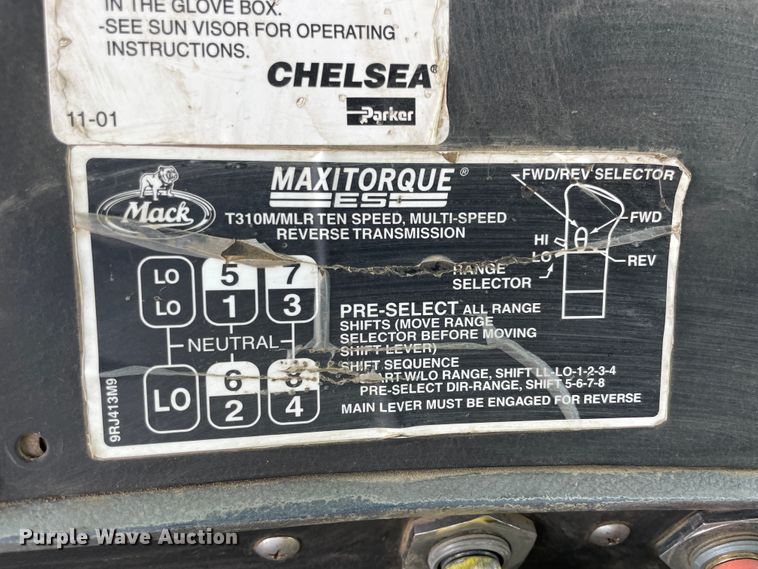 IN THE GLOVE BOX.
-SEE SUN VISOR FOR OPERATING
INSTRUCTIONS.
CHELSEA®
11-01
Parker
Mack
MAXITORQUE®
ES
T310M/MLR TEN SPEED, MULTI-SPEED
REVERSE TRANSMISSION
FWD/REV SELECTOR
FWD
HI
LO
REV
RANGE
SELECTOR
LO 5 7
LO 1 3
NEUTRAL
LO 6
2 4
PRE-SELECT ALL RANGE
SHIFTS (MOVE RANGE
SELECTOR BEFORE MOVING
SHIFT LEVER)
SHIFT SEQUENCE
W/LO RANGE, SHIFT LL-LO-1-2-3-4
PRE-SELECT DIR-RANGE, SHIFT 5-6-7-8
MAIN LEVER MUST BE ENGAGED FOR REVERSE
9RJ413M9
Purple Wave Auction